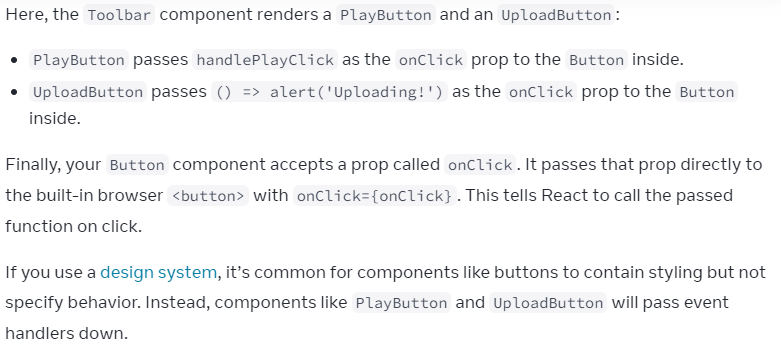 Here, the Toolbar component renders a PlayButton and an UploadButton:
• PlayButton passes handlePlayClick as the onClick prop to the Button inside.
• UploadButton passes () => alert('Uploading!') as the onClick prop to the Button
inside.
Finally, your Button component accepts a prop called onClick. It passes that prop directly to
the built-in browser <button> with onClick={onClick}. This tells React to call the passed
function on click.
If you use a design system, it’s common for components like buttons to contain styling but not
specify behavior. Instead, components like PlayButton and UploadButton will pass event
handlers down.